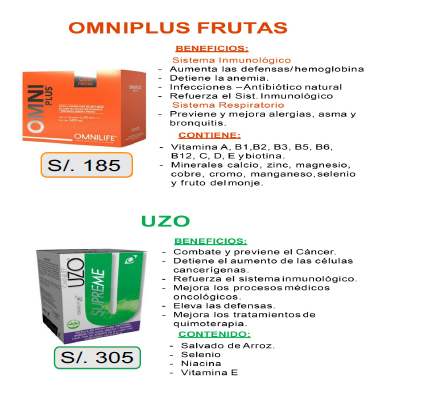 OMNIPLUS FRUTAS
BENEFICIOS:
Sistema Inmunológico
- Aumenta las defensas/hemoglobina
- Detiene la anemia.
- Infecciones –Antibiótico natural
- Refuerza el Sist. Inmunológico
Sistema Respiratorio
- Previene y mejora alergias, asma y
bronquitis.
CONTIENE:
- Vitamina A, B1,B2, B3, B5, B6,
B12, C, D, E y biotina.
- Minerales calcio, zinc, magnesio,
cobre, cromo, manganeso,selenio
y fruto del monje.
OMNI
PLUS
OMNILIFE
S/. 185
UZO
BENEFICIOS:
- Combate y previene el Cáncer.
- Detiene el aumento de las células
cancerígenas.
- Refuerza el sistema inmunológico.
- Mejora los procesos médicos
oncológicos.
- Eleva las defensas.
- Mejora los tratamientos de
quimoterapia.
CONTENIDO:
- Salvado de Arroz.
- Selenio
- Niacina
- Vitamina E
UZO
SUPREME
S/. 305